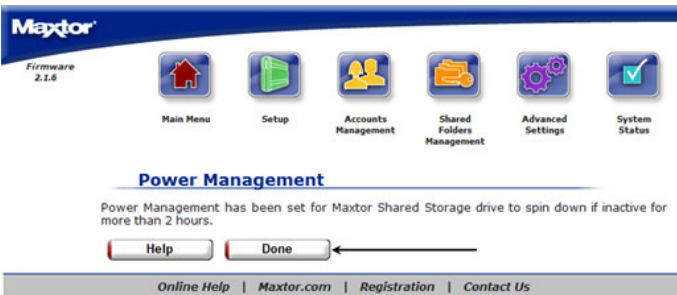 Maxtor
Firmware
2.1.6
Main Menu
Setup
Accounts
Management
Shared
Folders
Management
Advanced
Settings
System
Status
Power Management
Power Management has been set for Maxtor Shared Storage drive to spin down if inactive for
more than 2 hours.
Help
Done
Online Help | Maxtor.com | Registration | Contact Us